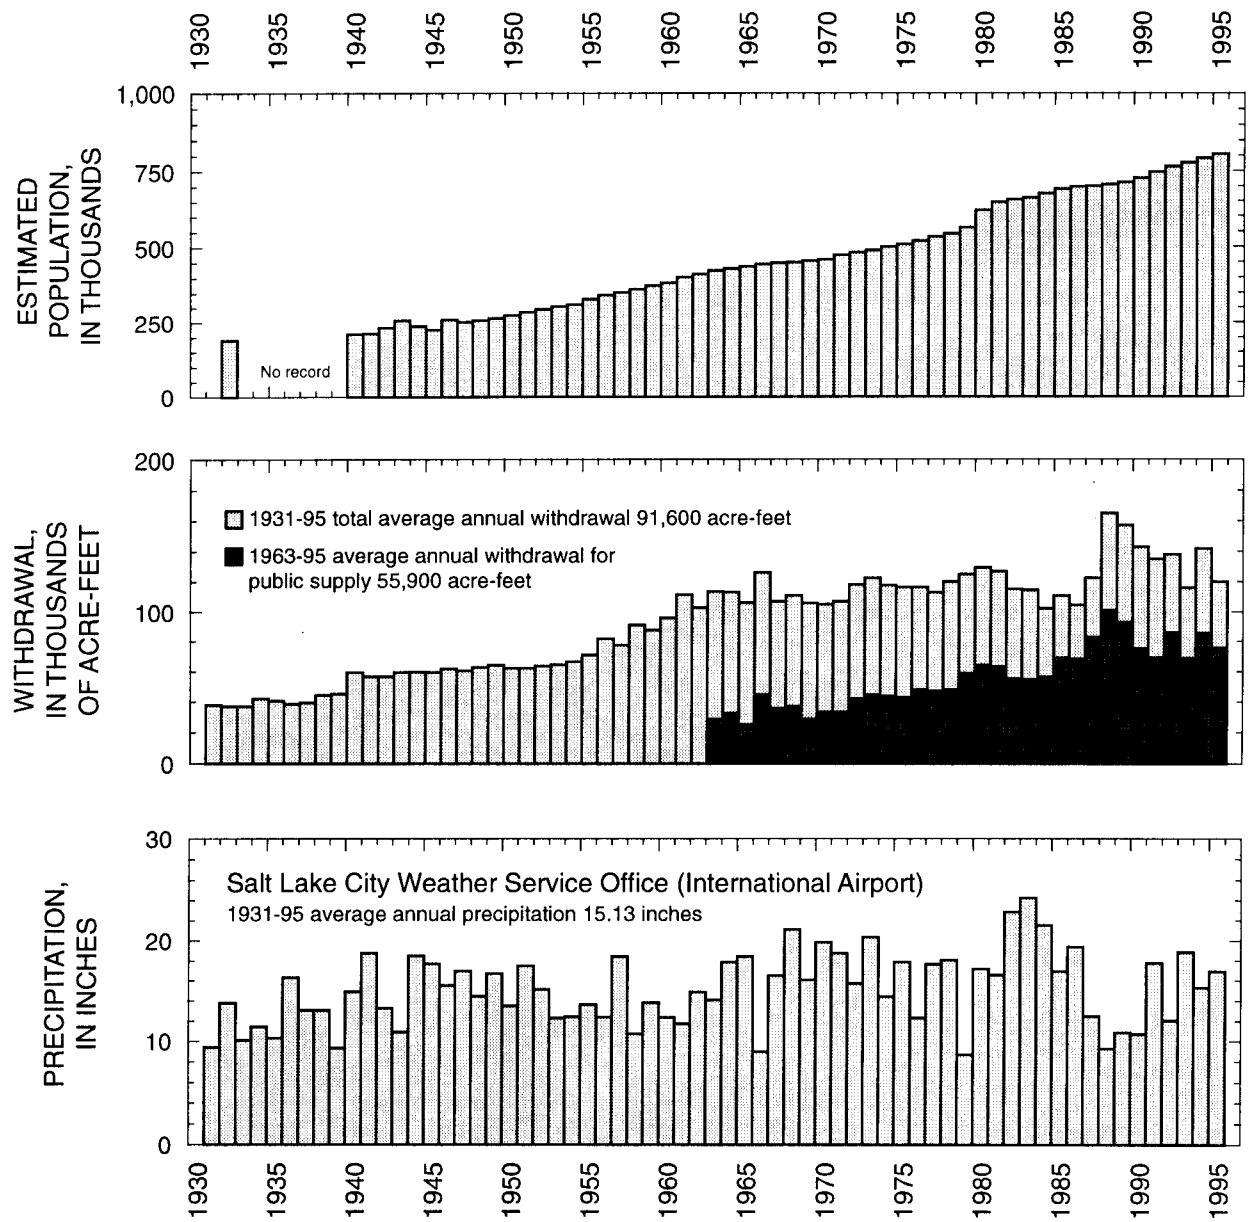 1930 1935 1940 1945 1950 1955 1960 1965 1970 1975 1980 1985 1990 1995
ESTIMATED
POPULATION,
IN THOUSANDS
1,000
750
500
250
0
No record
WITHDRAWAL,
IN THOUSANDS
OF ACRE-FEET
200
100
0
1931-95 total average annual withdrawal 91,600 acre-feet
1963-95 average annual withdrawal for
public supply 55,900 acre-feet
PRECIPITATION,
IN INCHES
30
20
10
0
Salt Lake City Weather Service Office (International Airport)
1931-95 average annual precipitation 15.13 inches
1930 1935 1940 1945 1950 1955 1960 1965 1970 1975 1980 1985 1990 1995